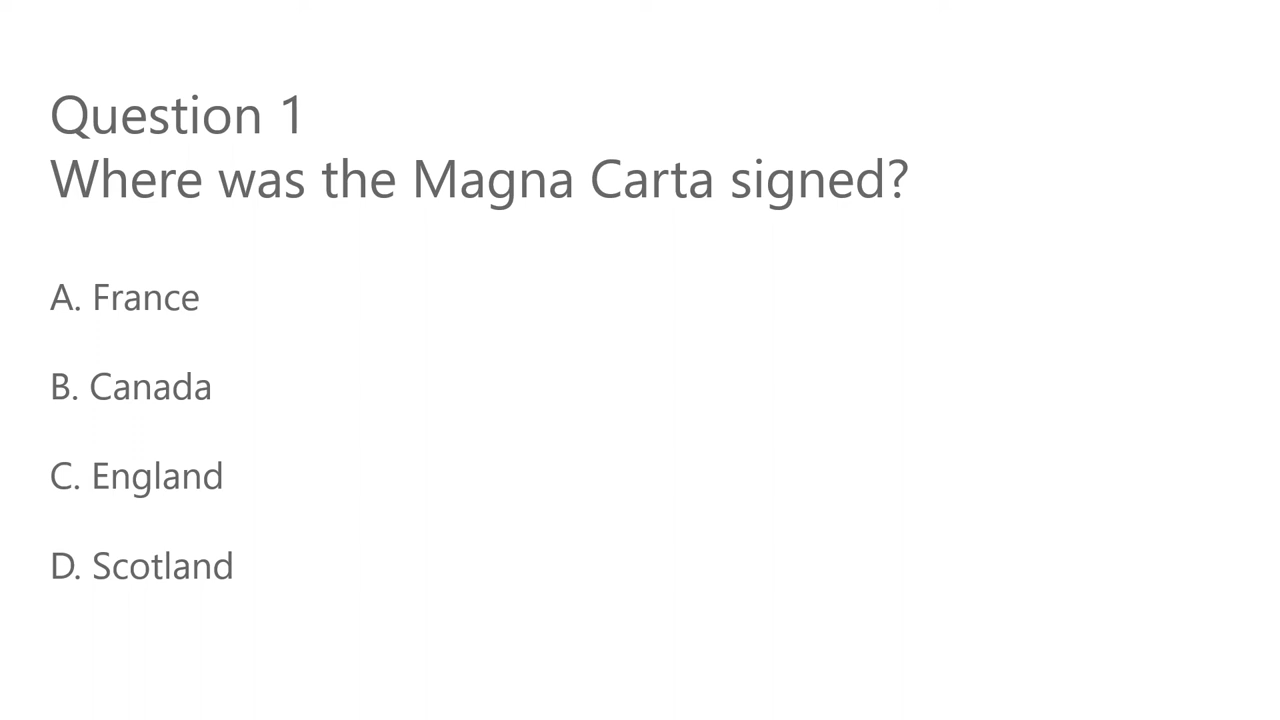 Question 1
Where was the Magna Carta signed?
A. France
B. Canada
C. England
D. Scotland